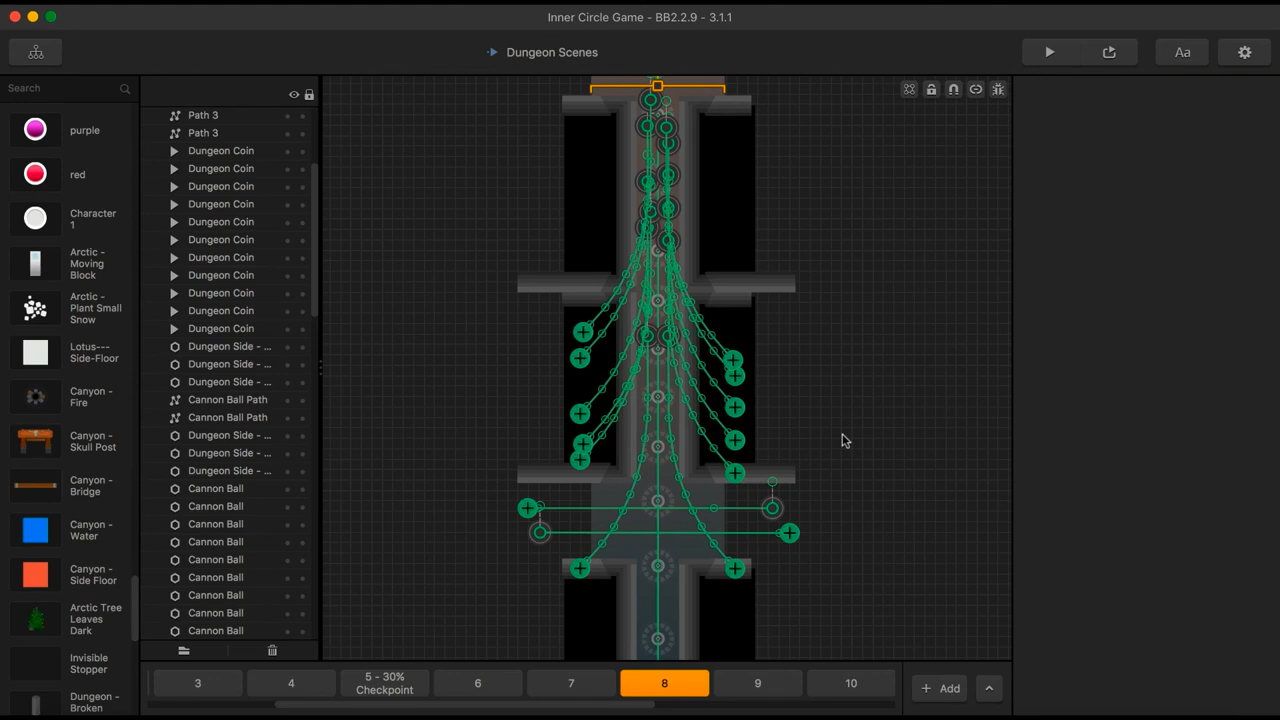 Inner Circle Game - BB2.2.9 - 3.1.1
Dungeon Scenes
Aa
Search
purple
red
Character
1
Arctic -
Moving
Block
Arctic -
Plant Small
Snow
Lotus---
Side-Floor
Canyon -
Fire
Canyon -
Skull Post
Canyon -
Bridge
Canyon -
Water
Canyon -
Side Floor
Arctic Tree
Leaves
Dark
Invisible
Stopper
Dungeon -
Broken
Path 3
Path 3
Dungeon Coin
Dungeon Coin
Dungeon Coin
Dungeon Coin
Dungeon Coin
Dungeon Coin
Dungeon Coin
Dungeon Coin
Dungeon Coin
Dungeon Coin
Dungeon Coin
Dungeon Side - ...
Dungeon Side - ...
Dungeon Side - ...
Cannon Ball Path
Cannon Ball Path
Dungeon Side - ...
Dungeon Side - ...
Dungeon Side - ...
Cannon Ball
Cannon Ball
Cannon Ball
Cannon Ball
Cannon Ball
Cannon Ball
Cannon Ball
Cannon Ball
Cannon Ball
3
4
5 - 30%
Checkpoint
6
7
8
9
10
+ Add